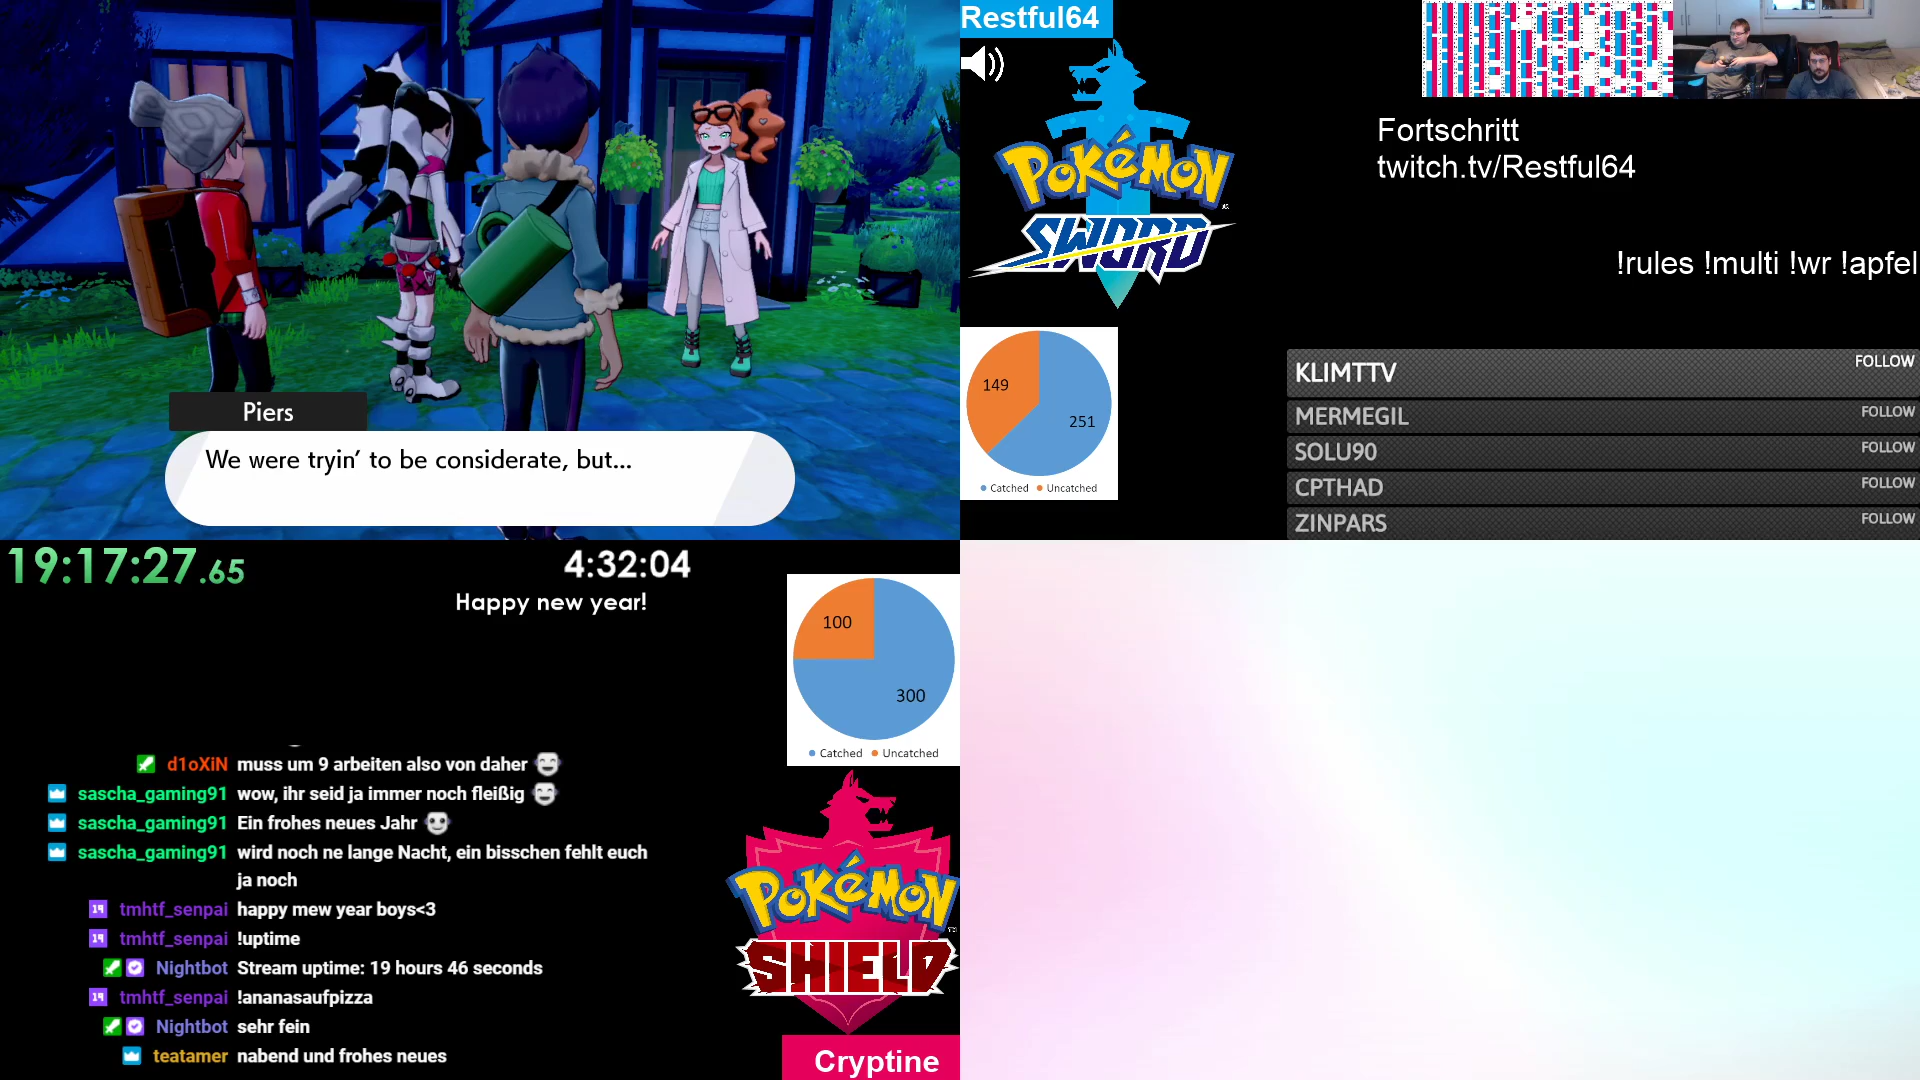 Piers
We were tryin’ to be considerate, but...
Restful64
POKéMON
SWORD
Fortschritt
twitch.tv/Restful64
!rules !multi !wr !apfel
149
251
Catched Uncatched
KLIMTTV FOLLOW
MERMEGIL FOLLOW
SOLU90 FOLLOW
CPTHAD FOLLOW
ZINPARS FOLLOW
19:17:27.65
4:32:04
Happy new year!
100
300
Catched Uncatched
d1oXiN muss um 9 arbeiten also von daher
sascha_gaming91 wow, ihr seid ja immer noch fleißig
sascha_gaming91 Ein frohes neues Jahr
sascha_gaming91 wird noch ne lange Nacht, ein bisschen fehlt euch
ja noch
19 tmhtf_senpai happy mew year boys<3
19 tmhtf_senpai !uptime
Nightbot Stream uptime: 19 hours 46 seconds
19 tmhtf_senpai !ananasaufpizza
Nightbot sehr fein
teatamer nabend und frohes neues
POKéMON
TM
SHIELD
Cryptine